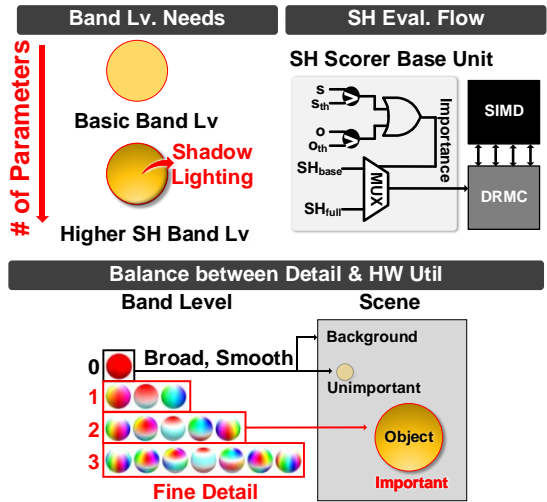 Band Lv. Needs
# of Parameters
Basic Band Lv
Shadow
Lighting
Higher SH Band Lv
SH Eval. Flow
SH Scorer Base Unit
s
sth
o
oth
SHbase
SHfull
MUX
Importance
SIMD
DRMC
Balance between Detail & HW Util
Band Level
Scene
0
Broad, Smooth
1
2
3
Fine Detail
Background
Unimportant
Object
Important